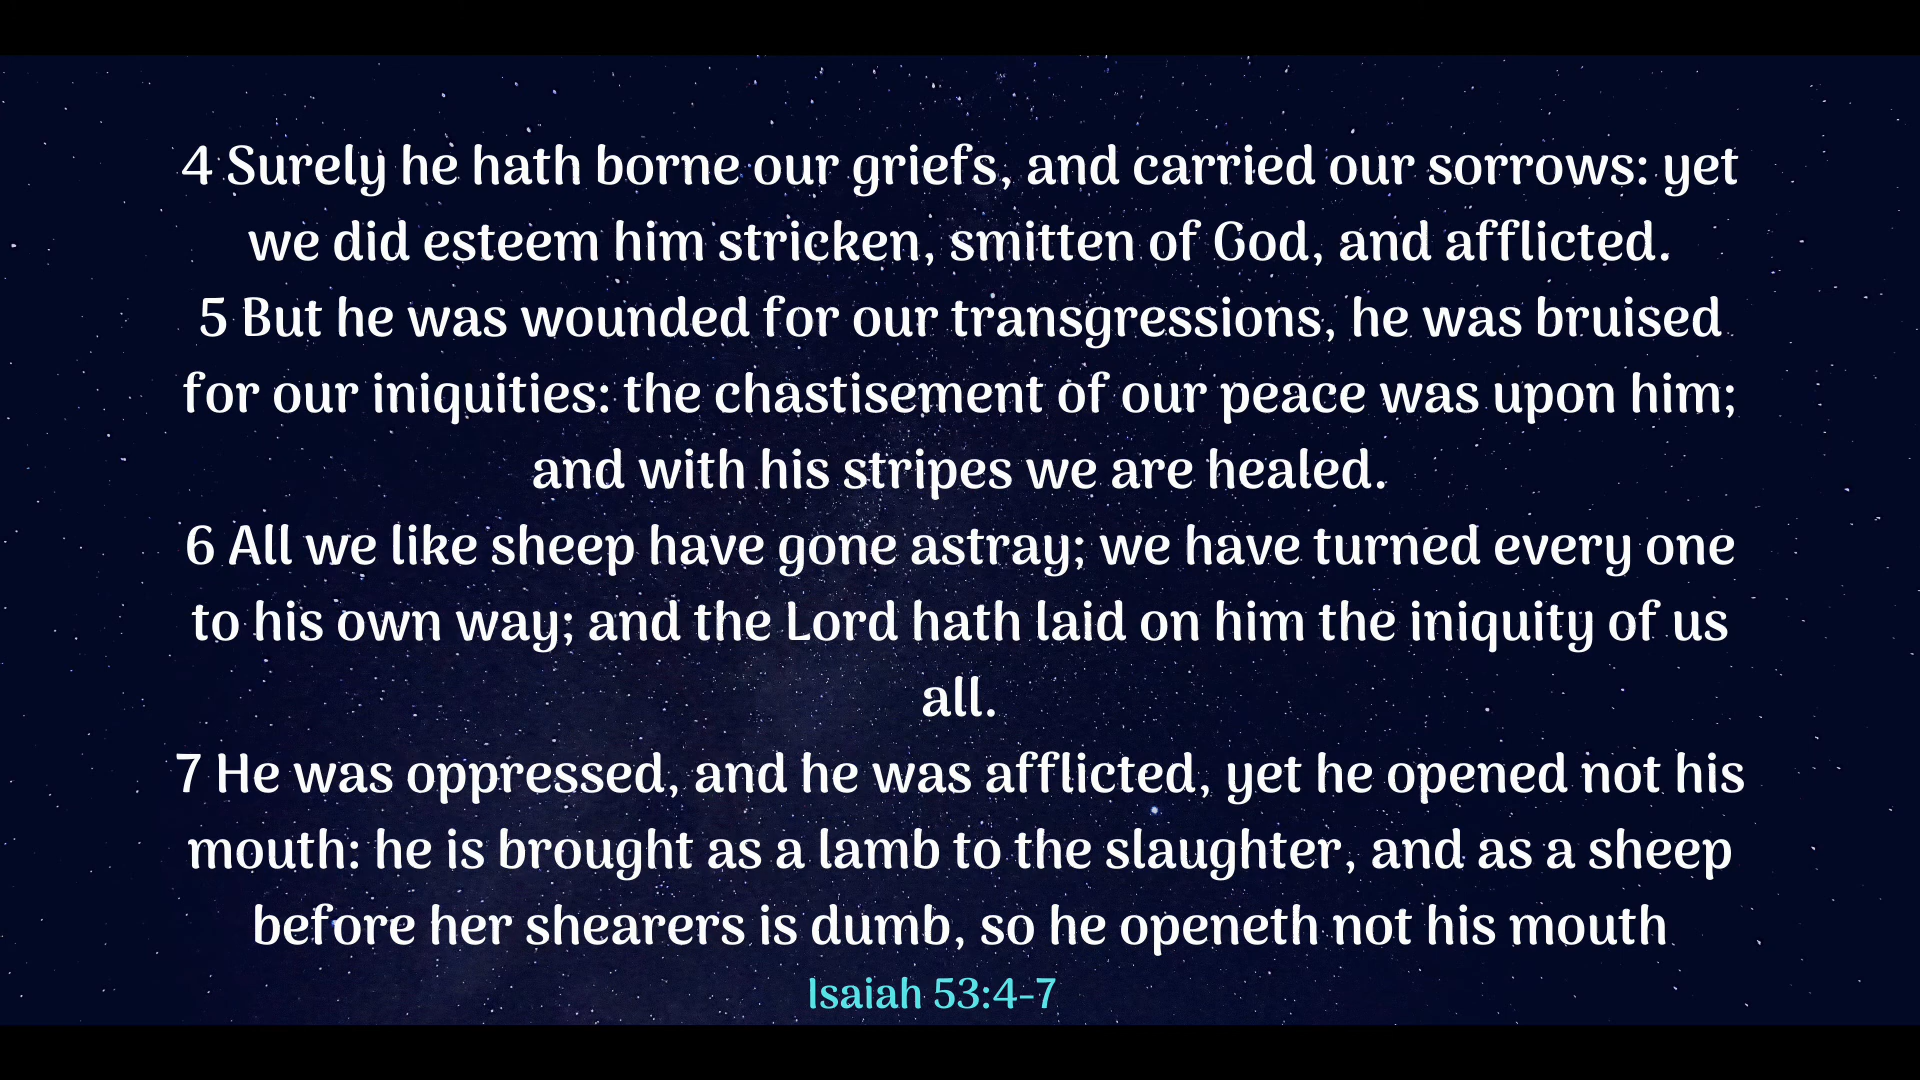 4 Surely he hath borne our griefs, and carried our sorrows: yet
we did esteem him stricken, smitten of God, and afflicted.
5 But he was wounded for our transgressions, he was bruised
for our iniquities: the chastisement of our peace was upon him;
and with his stripes we are healed.
6 All we like sheep have gone astray; we have turned every one
to his own way; and the Lord hath laid on him the iniquity of us
all.
7 He was oppressed, and he was afflicted, yet he opened not his
mouth: he is brought as a lamb to the slaughter, and as a sheep
before her shearers is dumb, so he openeth not his mouth
Isaiah 53:4-7